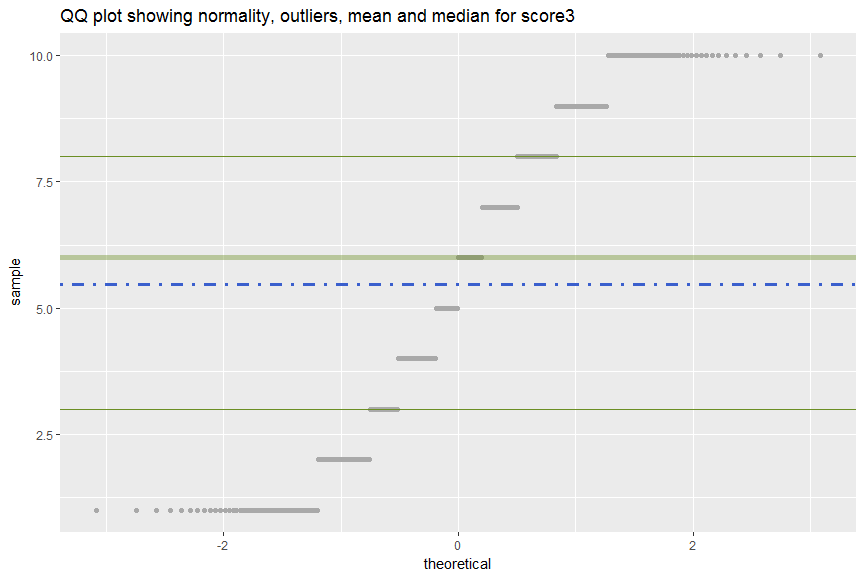 QQ plot showing normality, outliers, mean and median for score3
10.0
7.5
5.0
2.5
sample
-2
0
2
theoretical